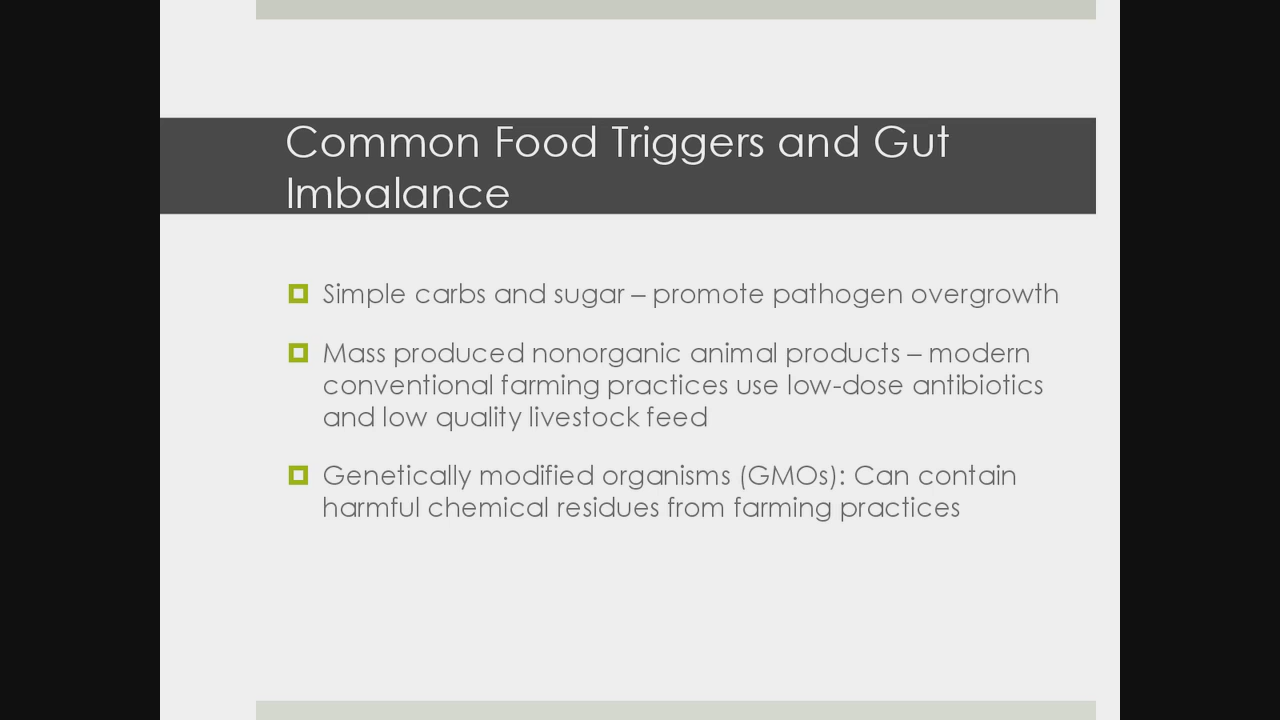 Common Food Triggers and Gut
Imbalance
Simple carbs and sugar – promote pathogen overgrowth
Mass produced nonorganic animal products – modern
conventional farming practices use low-dose antibiotics
and low quality livestock feed
Genetically modified organisms (GMOs): Can contain
harmful chemical residues from farming practices